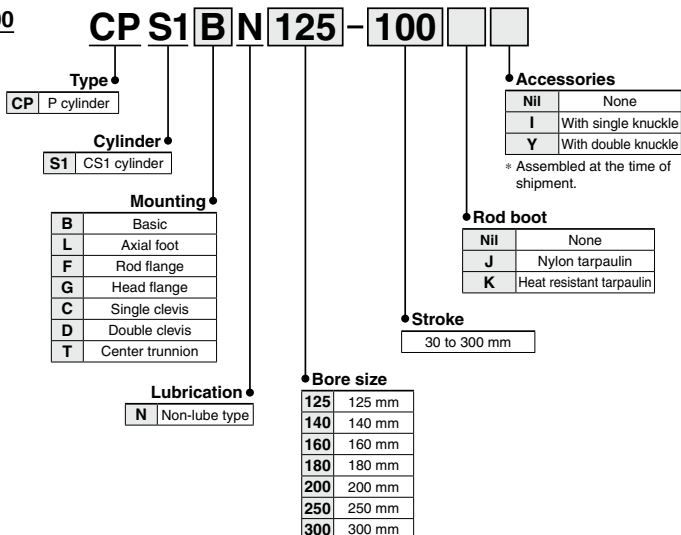 00
CP S1 B N 125 – 100
Type
CP P cylinder
Cylinder
S1 CS1 cylinder
Mounting
B Basic
L Axial foot
F Rod flange
G Head flange
C Single clevis
D Double clevis
T Center trunnion
Lubrication
N Non-lube type
Bore size
125 125 mm
140 140 mm
160 160 mm
180 180 mm
200 200 mm
250 250 mm
300 300 mm
Stroke
30 to 300 mm
Rod boot
Nil None
J Nylon tarpaulin
K Heat resistant tarpaulin
Accessories
Nil None
I With single knuckle
Y With double knuckle
* Assembled at the time of
shipment.